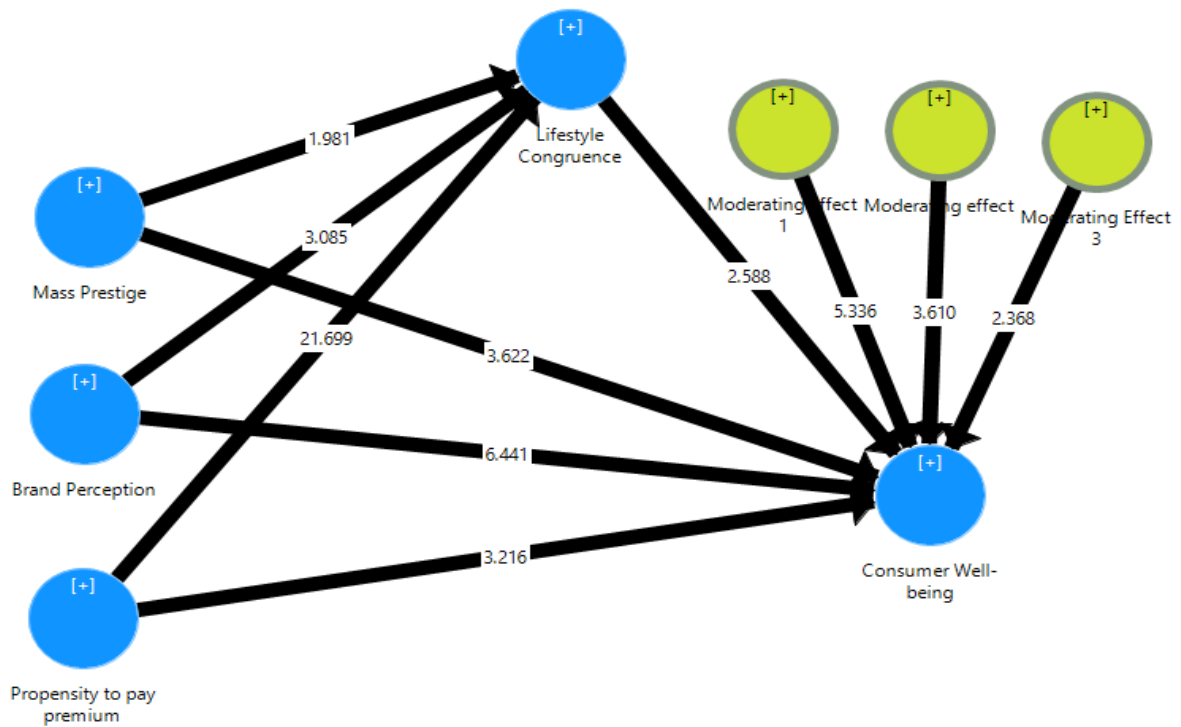 [+]
Lifestyle
Congruence
[+]
Moderating Effect
1
[+]
Moderating effect
[+]
Moderating Effect
3
1.981
[+]
Mass Prestige
3.085
2.588
5.336
3.610
2.368
21.699
3.622
[+]
Brand Perception
6.441
[+]
Consumer Well-
being
3.216
[+]
Propensity to pay
premium